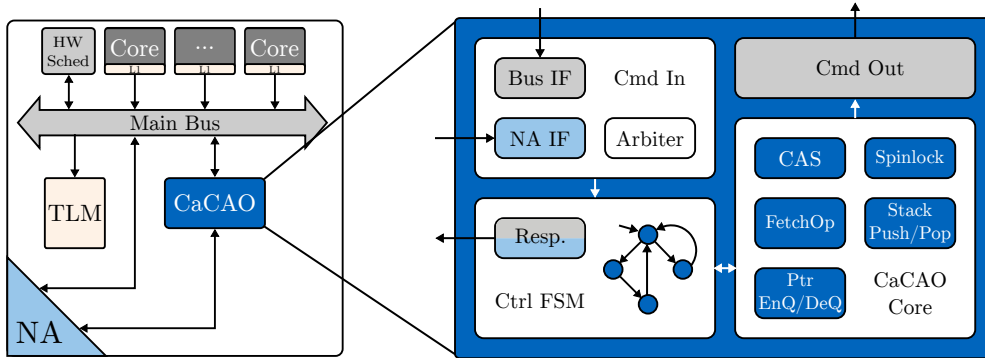 HW
Sched
Core
L1
...
L1
Core
L1
Main Bus
TLM
CaCAO
NA
Bus IF
Cmd In
NA IF
Arbiter
Resp.
Ctrl FSM
Cmd Out
CAS
Spinlock
FetchOp
Stack
Push/Pop
Ptr
EnQ/DeQ
CaCAO
Core